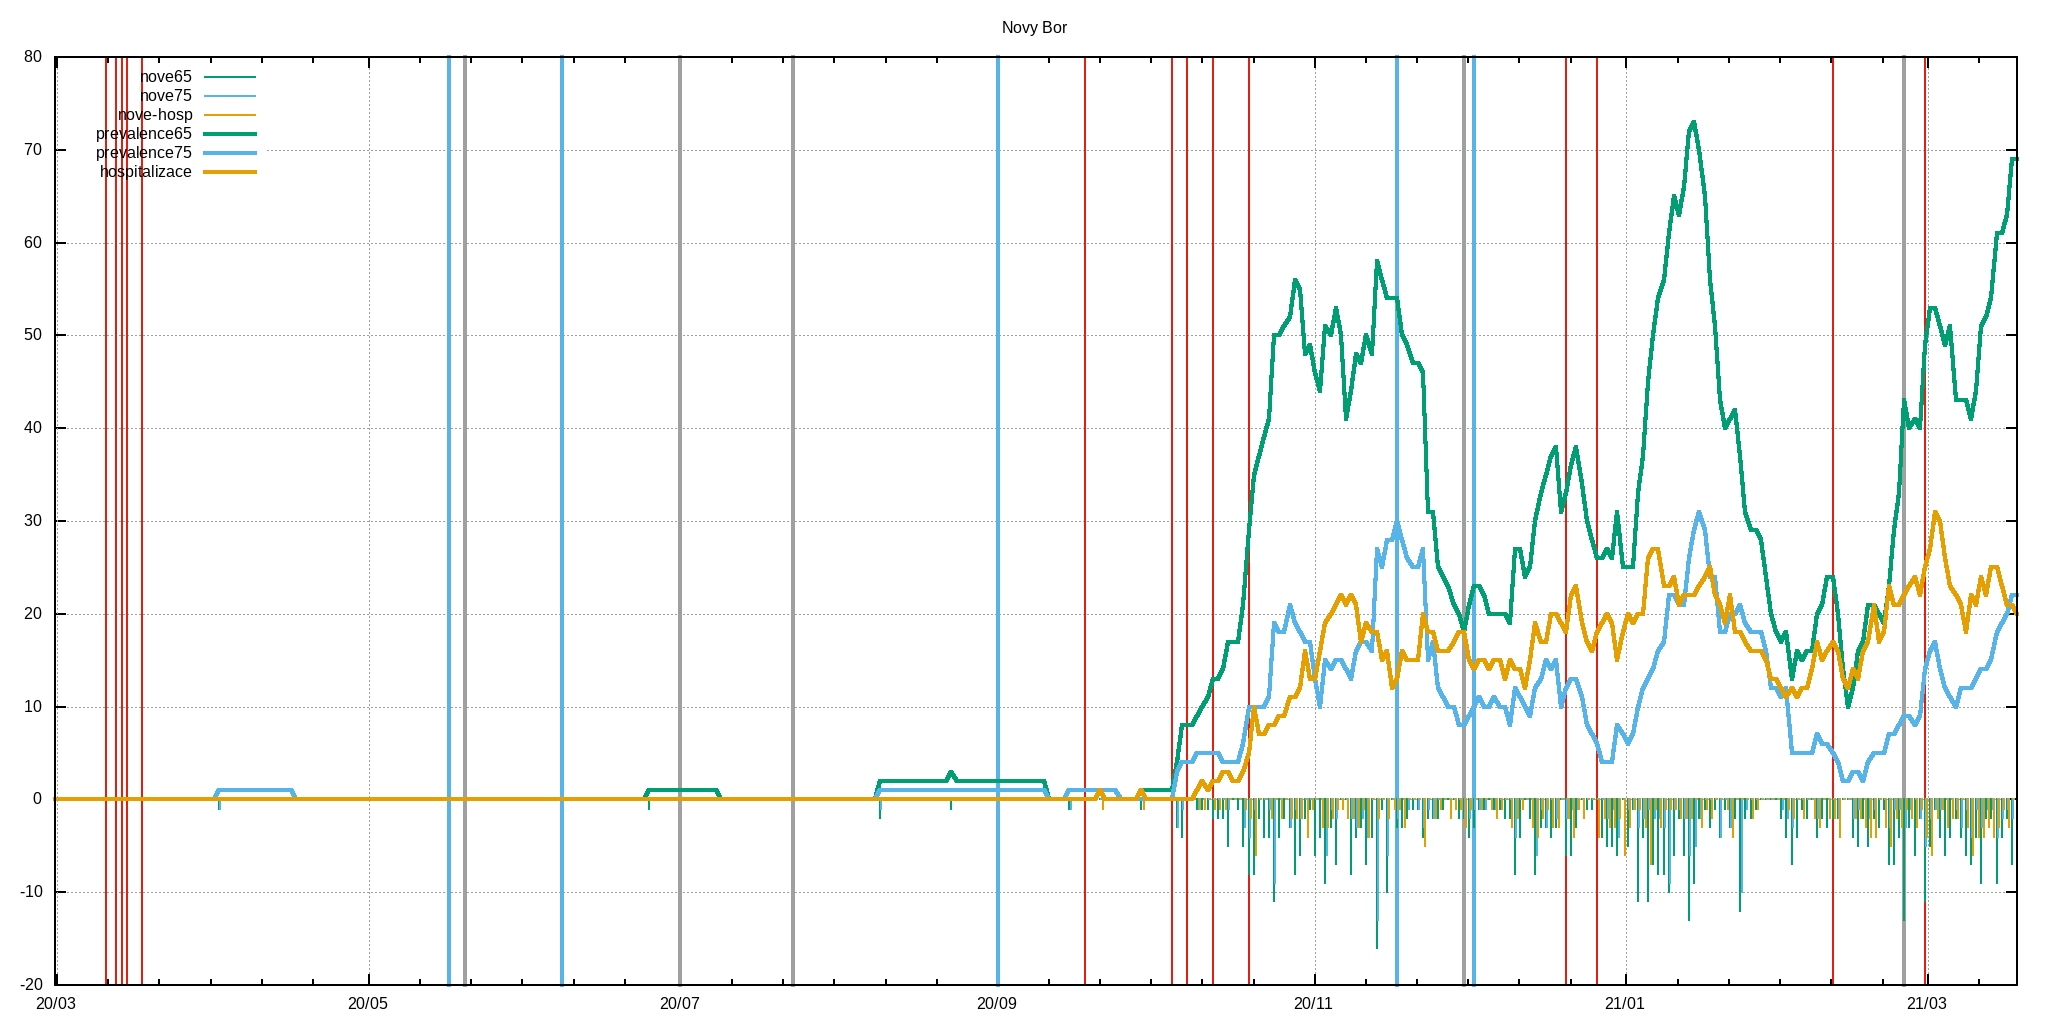 Novy Bor
80
70
60
50
40
30
20
10
0
-10
-20
nove65
nove75
nove-hosp
prevalence65
prevalence75
hospitalizace
20/03 20/05 20/07 20/09 20/11 21/01 21/03